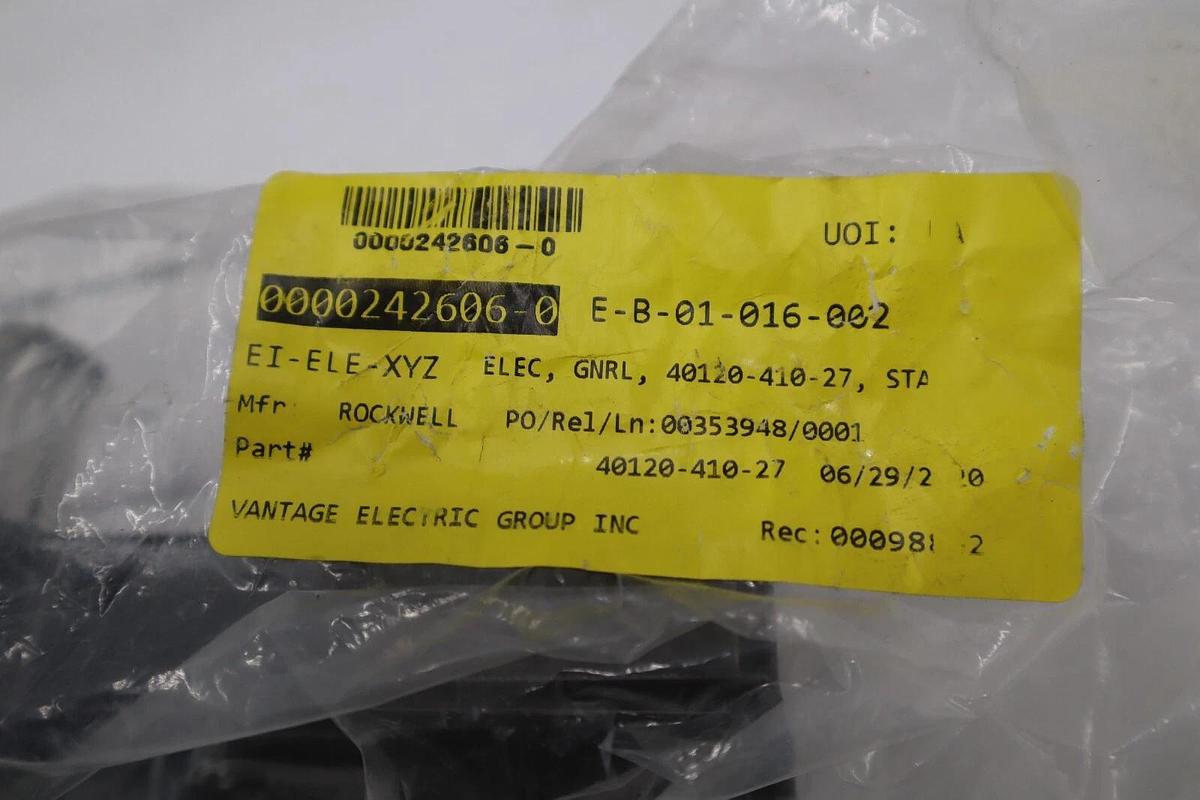 0000242606-0
UOI:
0000242606-0 E-B-01-016-002
EI-ELE-XYZ ELEC, GNRL, 40120-410-27, STA
Mfr ROCKWELL PO/Rel/Ln:00353948/0001
Part# 40120-410-27
VANTAGE ELECTRIC GROUP INC Rec: